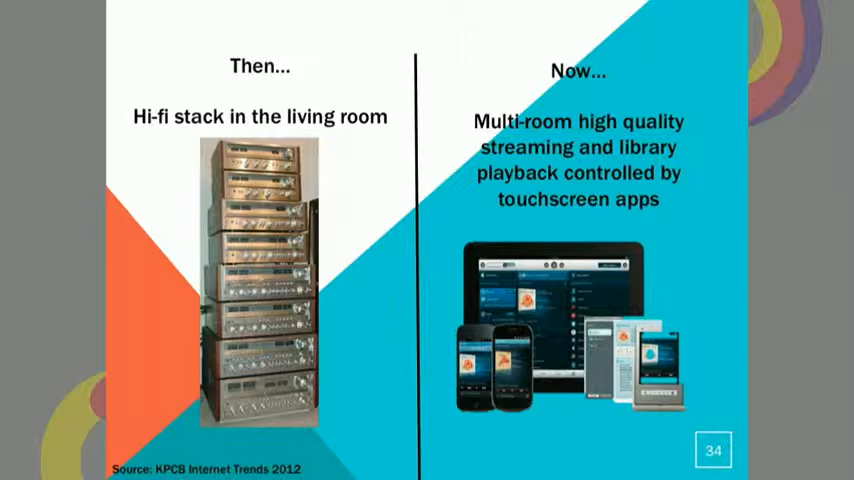 Then...
Hi-fi stack in the living room
Now...
Multi-room high quality
streaming and library
playback controlled by
touchscreen apps
34
Source: KPCB Internet Trends 2012